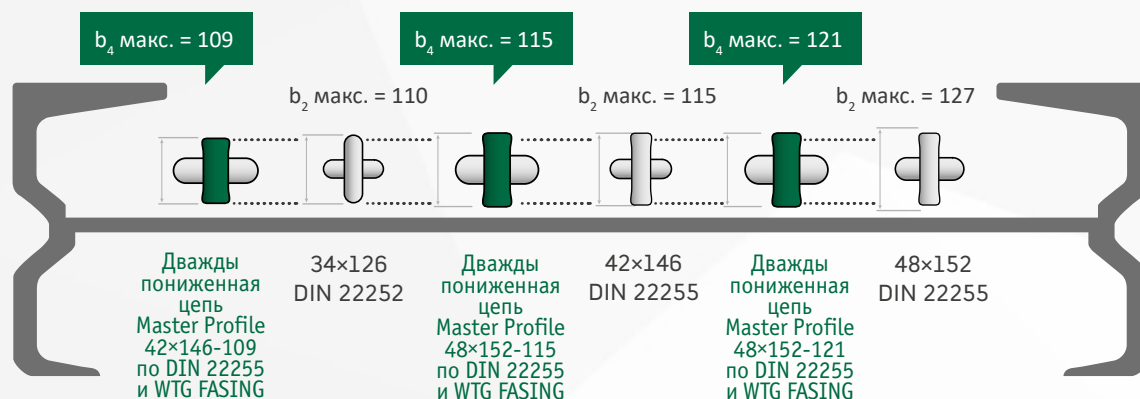 b₄ макс. = 109
b₄ макс. = 115
b₄ макс. = 121
b₂ макс. = 110
b₂ макс. = 115
b₂ макс. = 127
Дважды
пониженная
цепь
Master Profile
42×146-109
по DIN 22255
и WTG FASING
34×126
DIN 22252
Дважды
пониженная
цепь
Master Profile
48×152-115
по DIN 22255
и WTG FASING
42×146
DIN 22255
Дважды
пониженная
цепь
Master Profile
48×152-121
по DIN 22255
и WTG FASING
48×152
DIN 22255